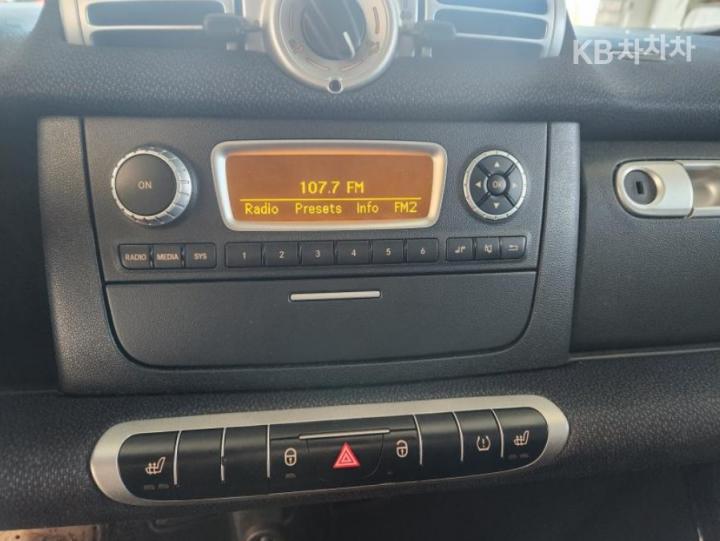 KB차차차
107.7 FM
Radio Presets Info FM2
ON
OK
RADIO MEDIA SYS 1 2 3 4 5 6